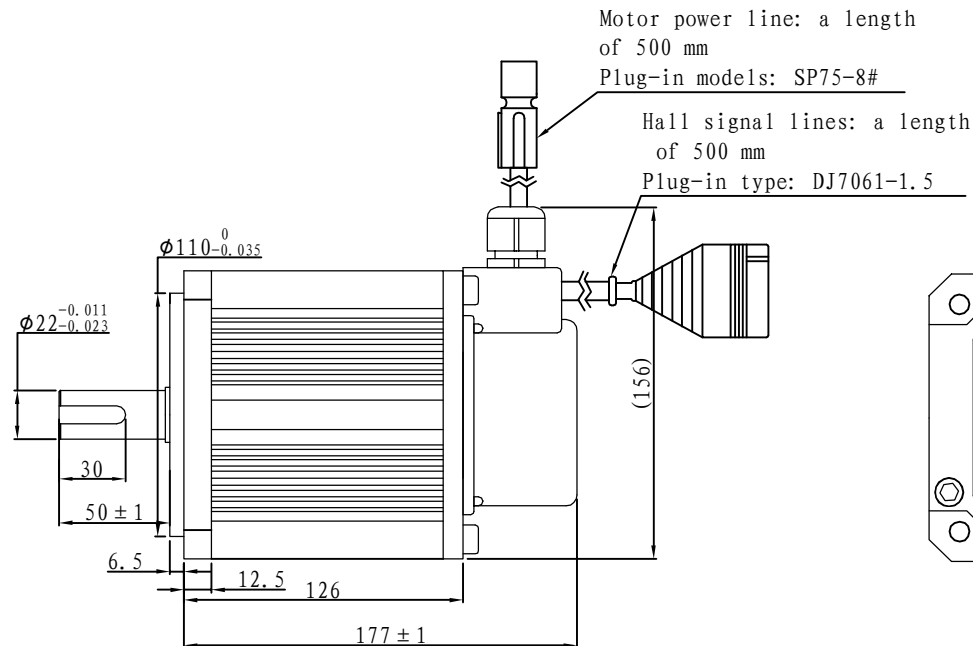 Motor power line: a length
of 500 mm
Plug-in models: SP75-8#
Hall signal lines: a length
of 500 mm
Plug-in type: DJ7061-1.5
ϕ110 0 -0.035
ϕ22 -0.011 -0.023
(156)
30
50±1
6.5
12.5
126
177±1